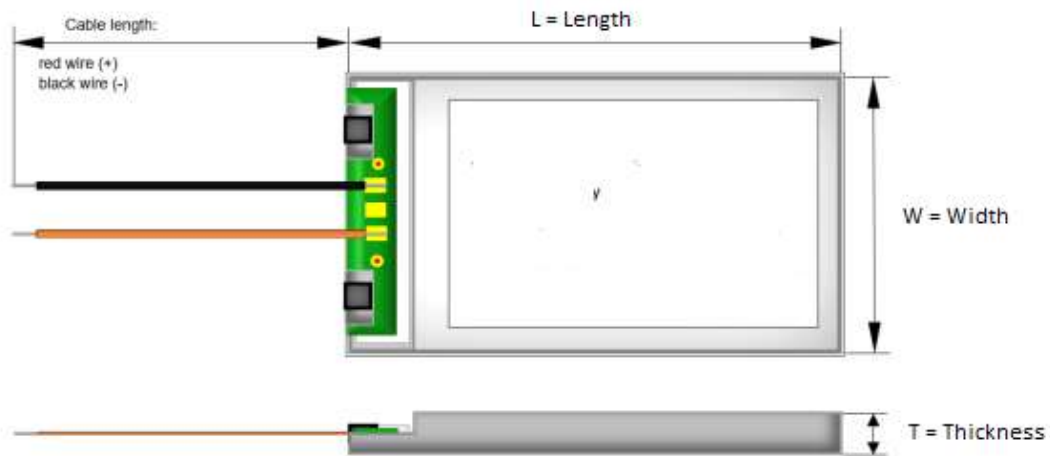 Cable length:
L = Length
red wire (+)
black wire (-)
y
W = Width
T = Thickness